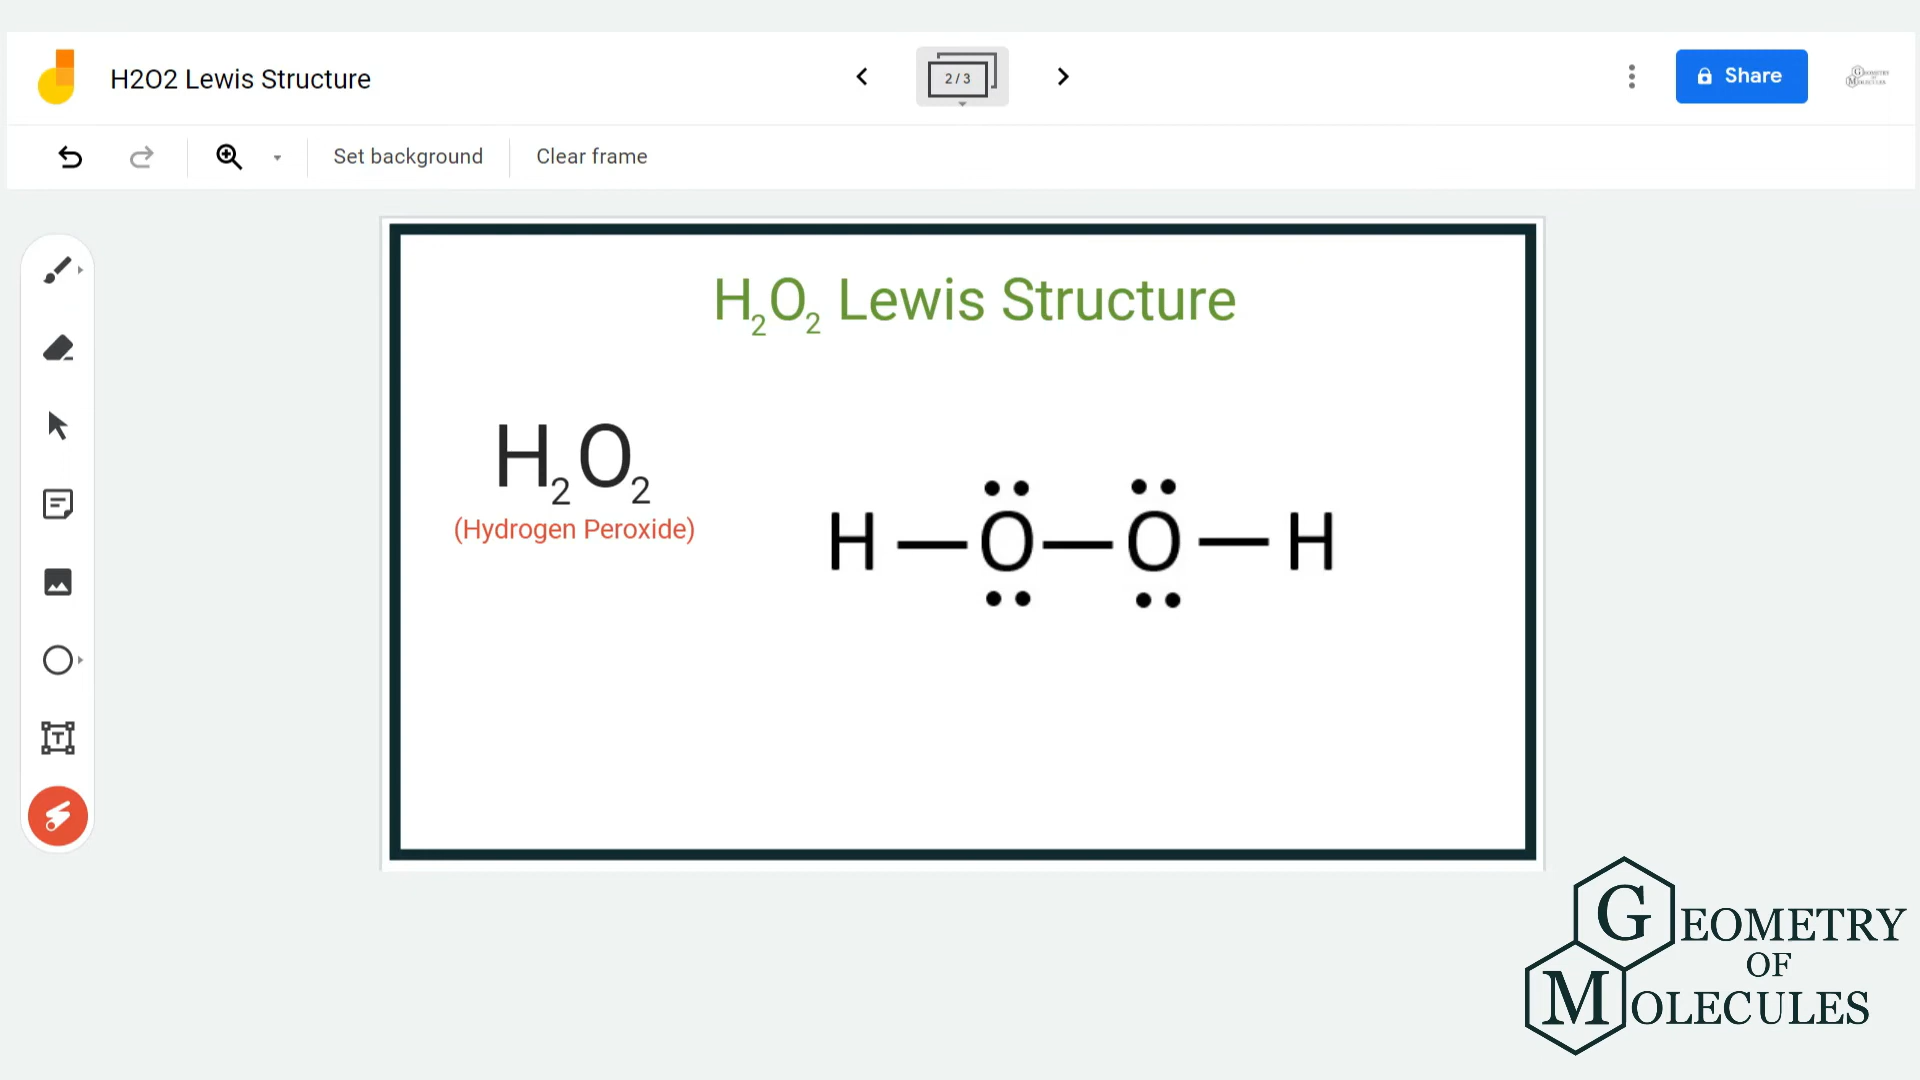 H2O2 Lewis Structure
2 / 3
Share
Set background
Clear frame
H₂O₂ Lewis Structure
H₂O₂
(Hydrogen Peroxide)
H — O — O — H
GEOMETRY
OF
MOLECULES